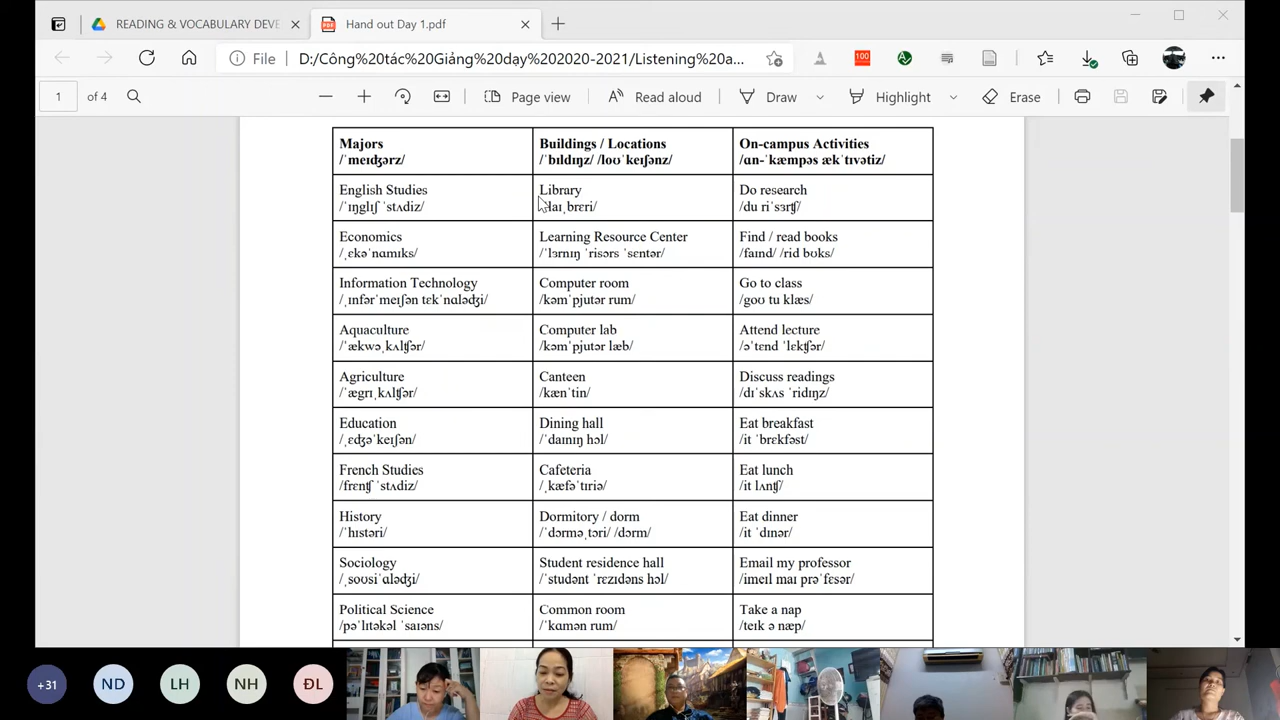 READING & VOCABULARY DEVE
Hand out Day 1.pdf
File
D:/Công%20tác%20Giảng%20dạy%202020-2021/Listening%20a...
100
1 of 4
Page view
Read aloud
Draw
Highlight
Erase
Majors
/ˈmeɪʤərz/
Buildings / Locations
/ˈbɪldɪŋz/ /loʊˈkeɪʃənz/
On-campus Activities
/ɑn-ˈkæmpəs ækˈtɪvətiz/
English Studies
/ˈɪŋglɪʃ ˈstʌdiz/
Library
ˈlaɪˌbrɛri/
Do research
/du riˈsɜrʧ/
Economics
/ˌɛkəˈnɑmɪks/
Learning Resource Center
/ˈlɜrnɪŋ ˈrisɔrs ˈsɛntər/
Find / read books
/faɪnd/ /rid bʊks/
Information Technology
/ˌɪnfərˈmeɪʃən tɛkˈnɑləʤi/
Computer room
/kəmˈpjutər rum/
Go to class
/goʊ tu klæs/
Aquaculture
/ˈækwəˌkʌlʧər/
Computer lab
/kəmˈpjutər læb/
Attend lecture
/əˈtɛnd ˈlɛkʧər/
Agriculture
/ˈægrɪˌkʌlʧər/
Canteen
/kænˈtin/
Discuss readings
/dɪˈskʌs ˈridɪŋz/
Education
/ˌɛʤəˈkeɪʃən/
Dining hall
/ˈdaɪnɪŋ hɔl/
Eat breakfast
/it ˈbrɛkfəst/
French Studies
/frɛnʧ ˈstʌdiz/
Cafeteria
/ˌkæfəˈtɪriə/
Eat lunch
/it lʌnʧ/
History
/ˈhɪstəri/
Dormitory / dorm
/ˈdɔrməˌtɔri/ /dɔrm/
Eat dinner
/it ˈdɪnər/
Sociology
/ˌsoʊsiˈɑləʤi/
Student residence hall
/ˈstudənt ˈrɛzɪdəns hɔl/
Email my professor
/imeɪl maɪ prəˈfɛsər/
Political Science
/pəˈlɪtəkəl ˈsaɪəns/
Common room
/ˈkɑmən rum/
Take a nap
/teɪk ə næp/
+31
ND
LH
NH
ĐL